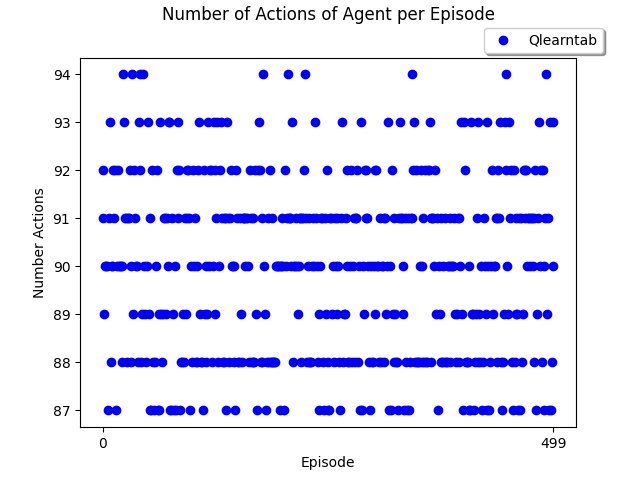 Number of Actions of Agent per Episode
Qlearntab
94
93
92
91
90
89
88
87
Number Actions
0
499
Episode